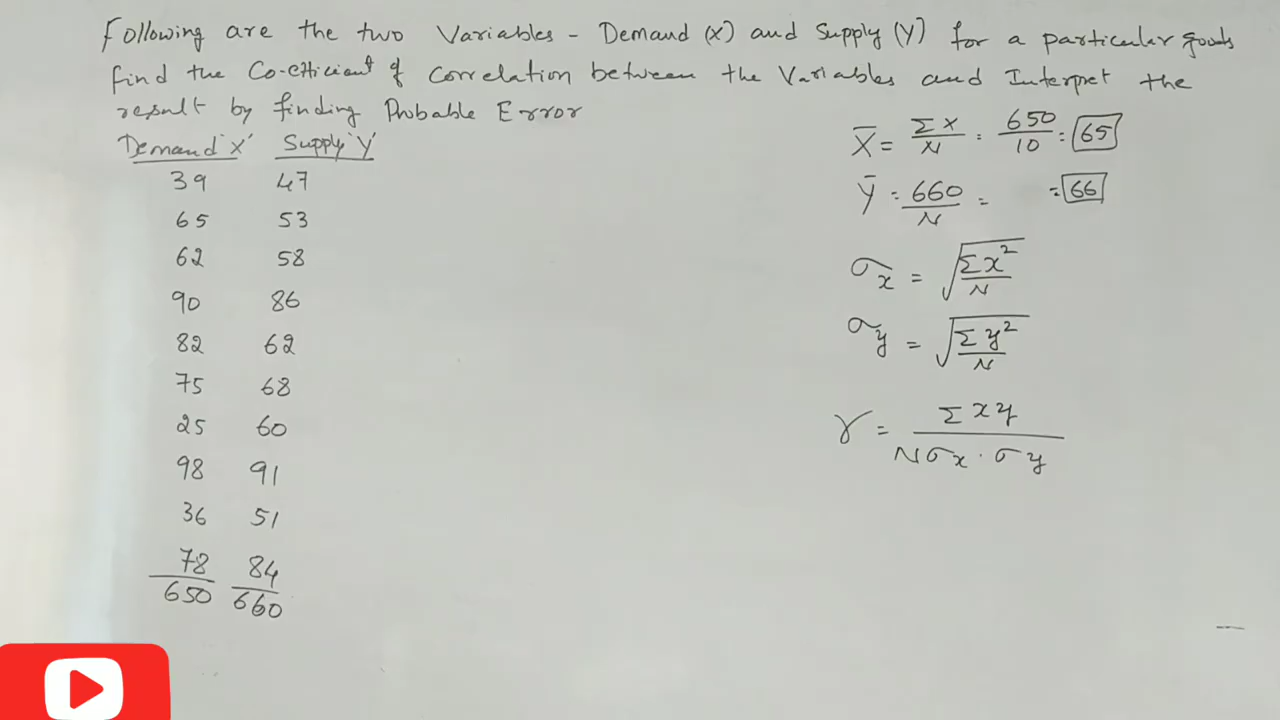 Following are the two Variables - Demand (X) and Supply (Y) for a particular goods
find the Co-efficient of Correlation between the Variables and Interpret the
result by finding Probable Error
Demand 'X' Supply 'Y'
39 47
65 53
62 58
90 86
82 62
75 68
25 60
98 91
36 51
78 84
650 660
X̄ = ΣX/N = 650/10 = 65
Ȳ = 660/N = = 66
σx = √(Σx²/N)
σy = √(Σy²/N)
r = Σxy / Nσx · σy